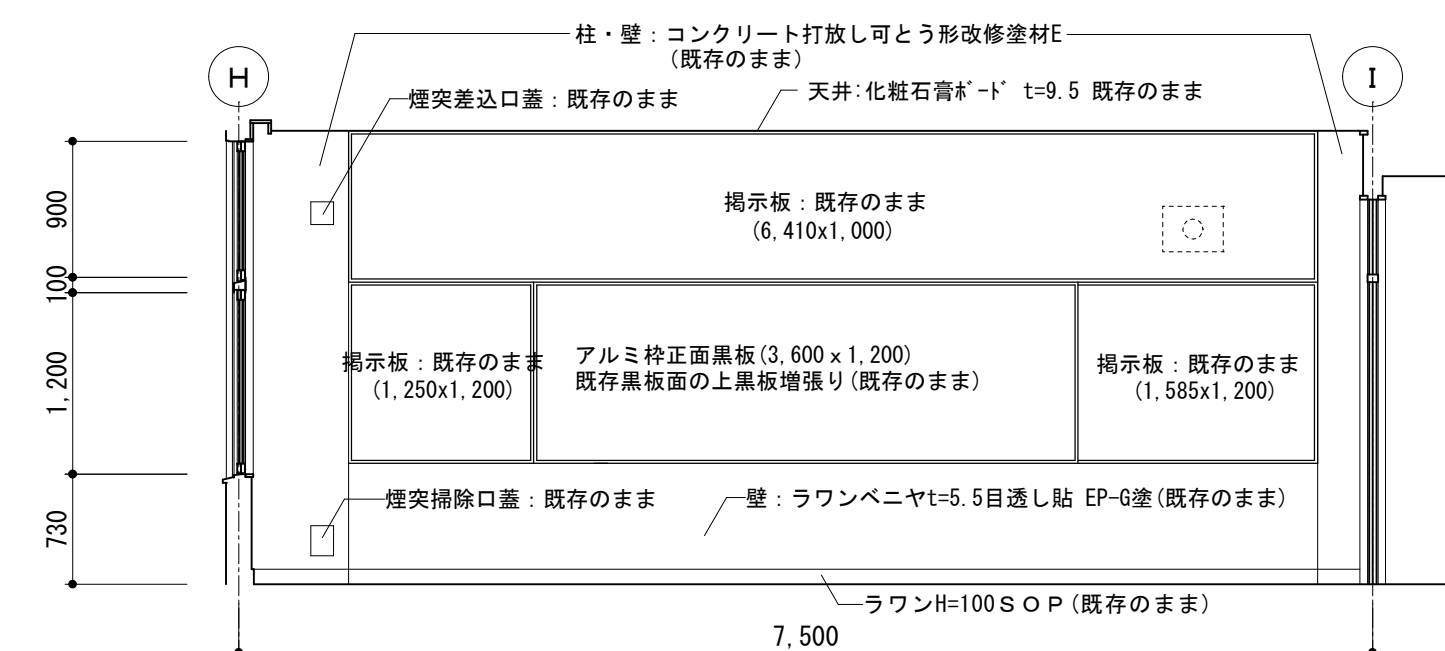 柱・壁：コンクリート打放し可とう形改修塗材E
(既存のまま)
H
I
煙突差込口蓋：既存のまま
天井:化粧石膏ﾎﾞｰﾄﾞ t=9.5 既存のまま
900
100
1,200
730
掲示板：既存のまま
(6,410x1,000)
掲示板：既存のまま
(1,250x1,200)
アルミ枠正面黒板(3,600ｘ1,200)
既存黒板面の上黒板増張り(既存のまま)
掲示板：既存のまま
(1,585x1,200)
煙突掃除口蓋：既存のまま
壁：ラワンベニヤt=5.5目透し貼 EP-G塗(既存のまま)
ラワンH=100ＳＯＰ(既存のまま)
7,500